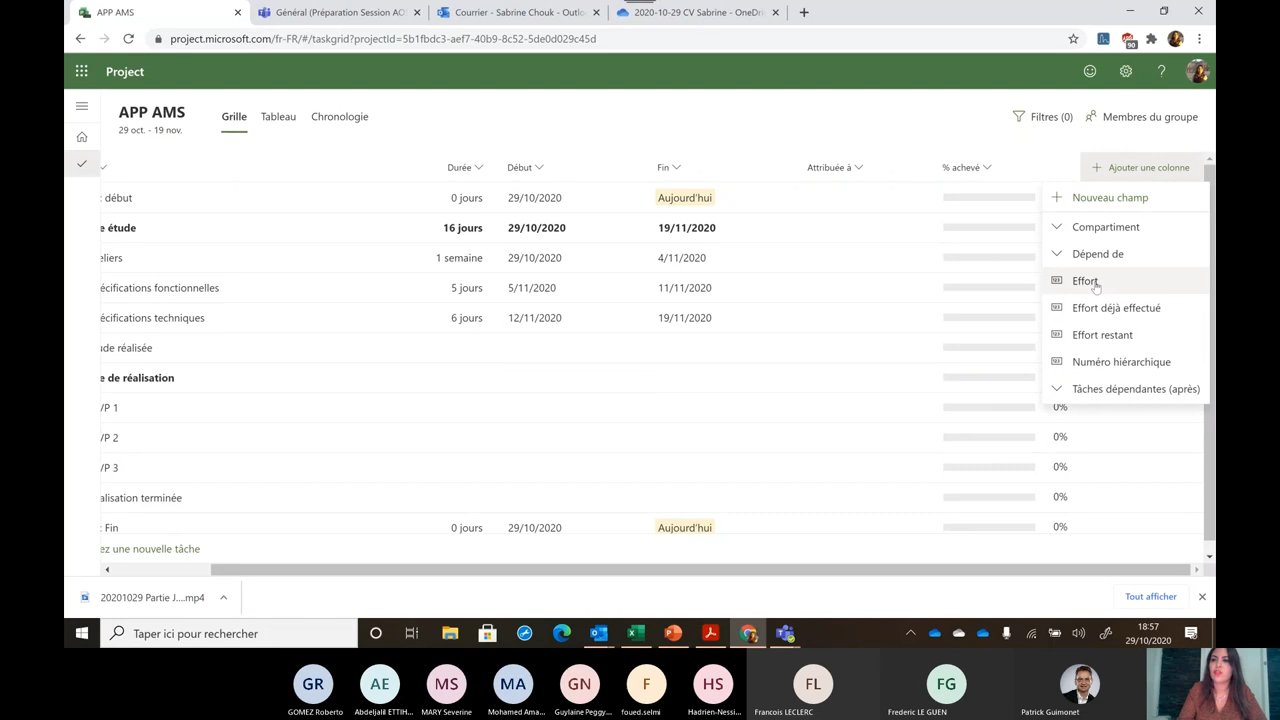 APP AMS
Général (Préparation Session AO
Courrier - Sabrine Chouk - Outlo
2020-10-29 CV Sabrine - OneDriv
project.microsoft.com/fr-FR/#/taskgrid?projectId=5b1fbdc3-aef7-40b9-8c52-5de0d029c45d
90
Project
APP AMS
29 oct. - 19 nov.
Grille
Tableau
Chronologie
Filtres (0)
Membres du groupe
Durée
Début
Fin
Attribuée à
% achevé
Ajouter une colonne
: début
0 jours
29/10/2020
Aujourd'hui
Nouveau champ
e étude
16 jours
29/10/2020
19/11/2020
Compartiment
eliers
1 semaine
29/10/2020
4/11/2020
Dépend de
écifications fonctionnelles
5 jours
5/11/2020
11/11/2020
Effort
écifications techniques
6 jours
12/11/2020
19/11/2020
Effort déjà effectué
ude réalisée
Effort restant
e de réalisation
Numéro hiérarchique
Tâches dépendantes (après)
VP 1
0%
VP 2
0%
VP 3
0%
alisation terminée
0%
: Fin
0 jours
29/10/2020
Aujourd'hui
0%
ez une nouvelle tâche
20201029 Partie J....mp4
Tout afficher
Taper ici pour rechercher
18:57
29/10/2020
GR
AE
MS
MA
GN
F
HS
FL
FG
GOMEZ Roberto
Abdeljalil ETTIH...
MARY Severine
Mohamed Ama...
Guylaine Peggy...
foued.selmi
Hadrien-Nessi...
Francois LECLERC
Frederic LE GUEN
Patrick Guimonet